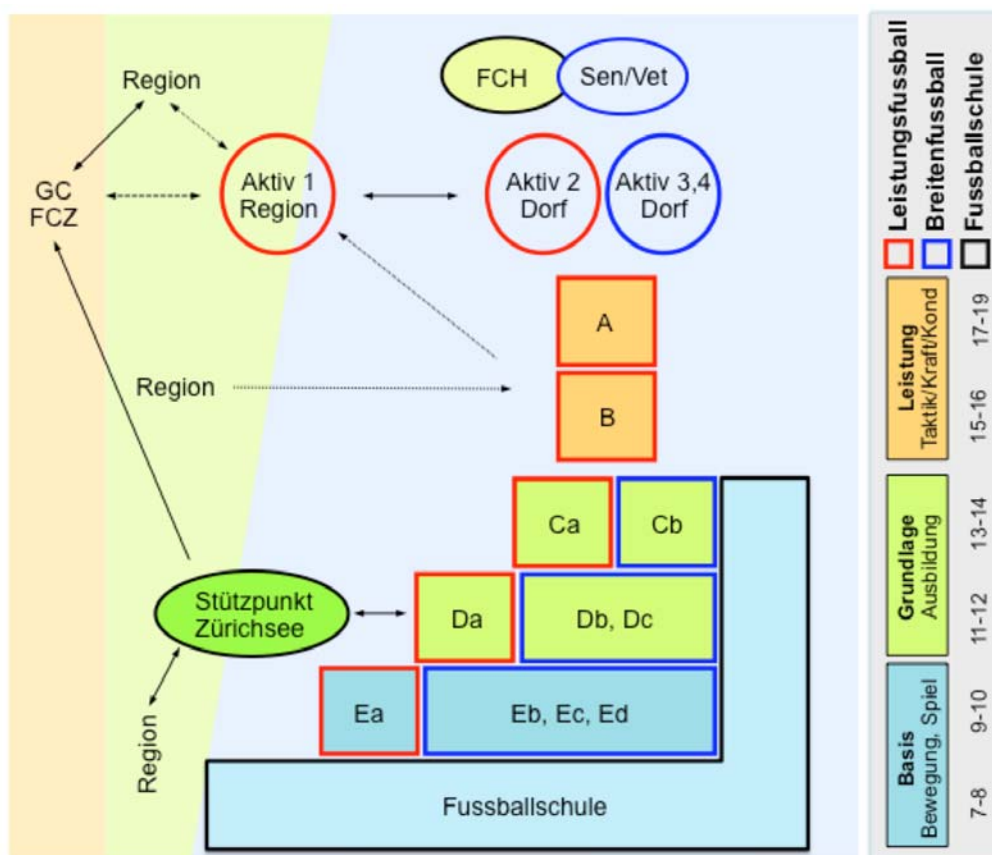 Region
FCH
Sen/Vet
GC
FCZ
Aktiv 1
Region
Aktiv 2
Dorf
Aktiv 3,4
Dorf
A
Region
B
Ca
Cb
Stützpunkt
Zürichsee
Da
Db, Dc
Region
Ea
Eb, Ec, Ed
Fussballschule
Leistungsfussball
Breitenfussball
Fussballschule
Leistung
Taktik/Kraft/Kond
17-19
15-16
Grundlage
Ausbildung
13-14
11-12
Basis
Bewegung, Spiel
9-10
7-8